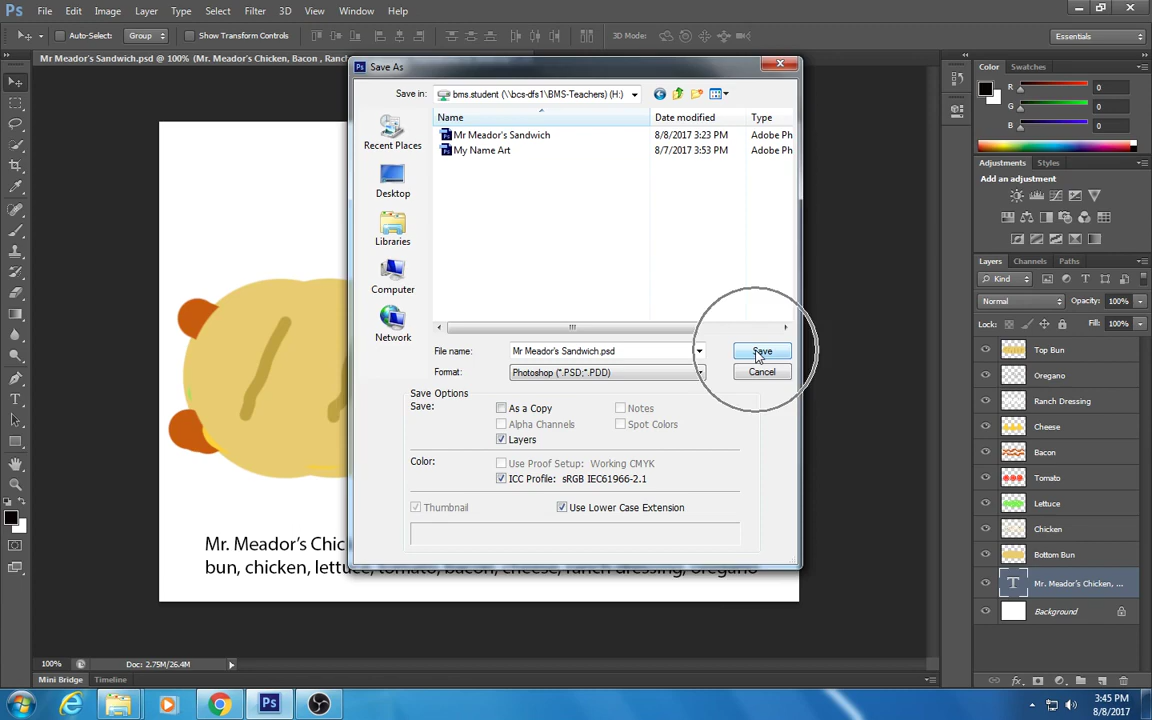 Ps File Edit Image Layer Type Select Filter 3D View Window Help
Auto-Select: Group Show Transform Controls 3D Mode: Essentials
Mr Meador's Sandwich.psd @ 100% (Mr. Meador's Chicken, Bacon , Ranch
Save As
Save in: bms.student (\\bcs-dfs1\BMS-Teachers) (H:)
Name Date modified Type
Mr Meador's Sandwich 8/8/2017 3:23 PM Adobe Ph
My Name Art 8/7/2017 3:53 PM Adobe Ph
Recent Places
Desktop
Libraries
Computer
Network
File name: Mr Meador's Sandwich.psd Save
Format: Photoshop (*.PSD;*.PDD) Cancel
Save Options
Save: As a Copy Notes
Alpha Channels Spot Colors
Layers
Color: Use Proof Setup: Working CMYK
ICC Profile: sRGB IEC61966-2.1
Thumbnail Use Lower Case Extension
Mr. Meador's Chic
bun, chicken, lettuce, tomato, bacon, cheese, ranch dressing, oregano
Color Swatches
R 0
G 0
B 0
Adjustments Styles
Add an adjustment
Layers Channels Paths
Kind
Normal Opacity: 100%
Lock: Fill: 100%
Top Bun
Oregano
Ranch Dressing
Cheese
Bacon
Tomato
Lettuce
Chicken
Bottom Bun
T Mr. Meador's Chicken, ...
Background
100% Doc: 2.75M/26.4M
Mini Bridge Timeline
3:45 PM
8/8/2017